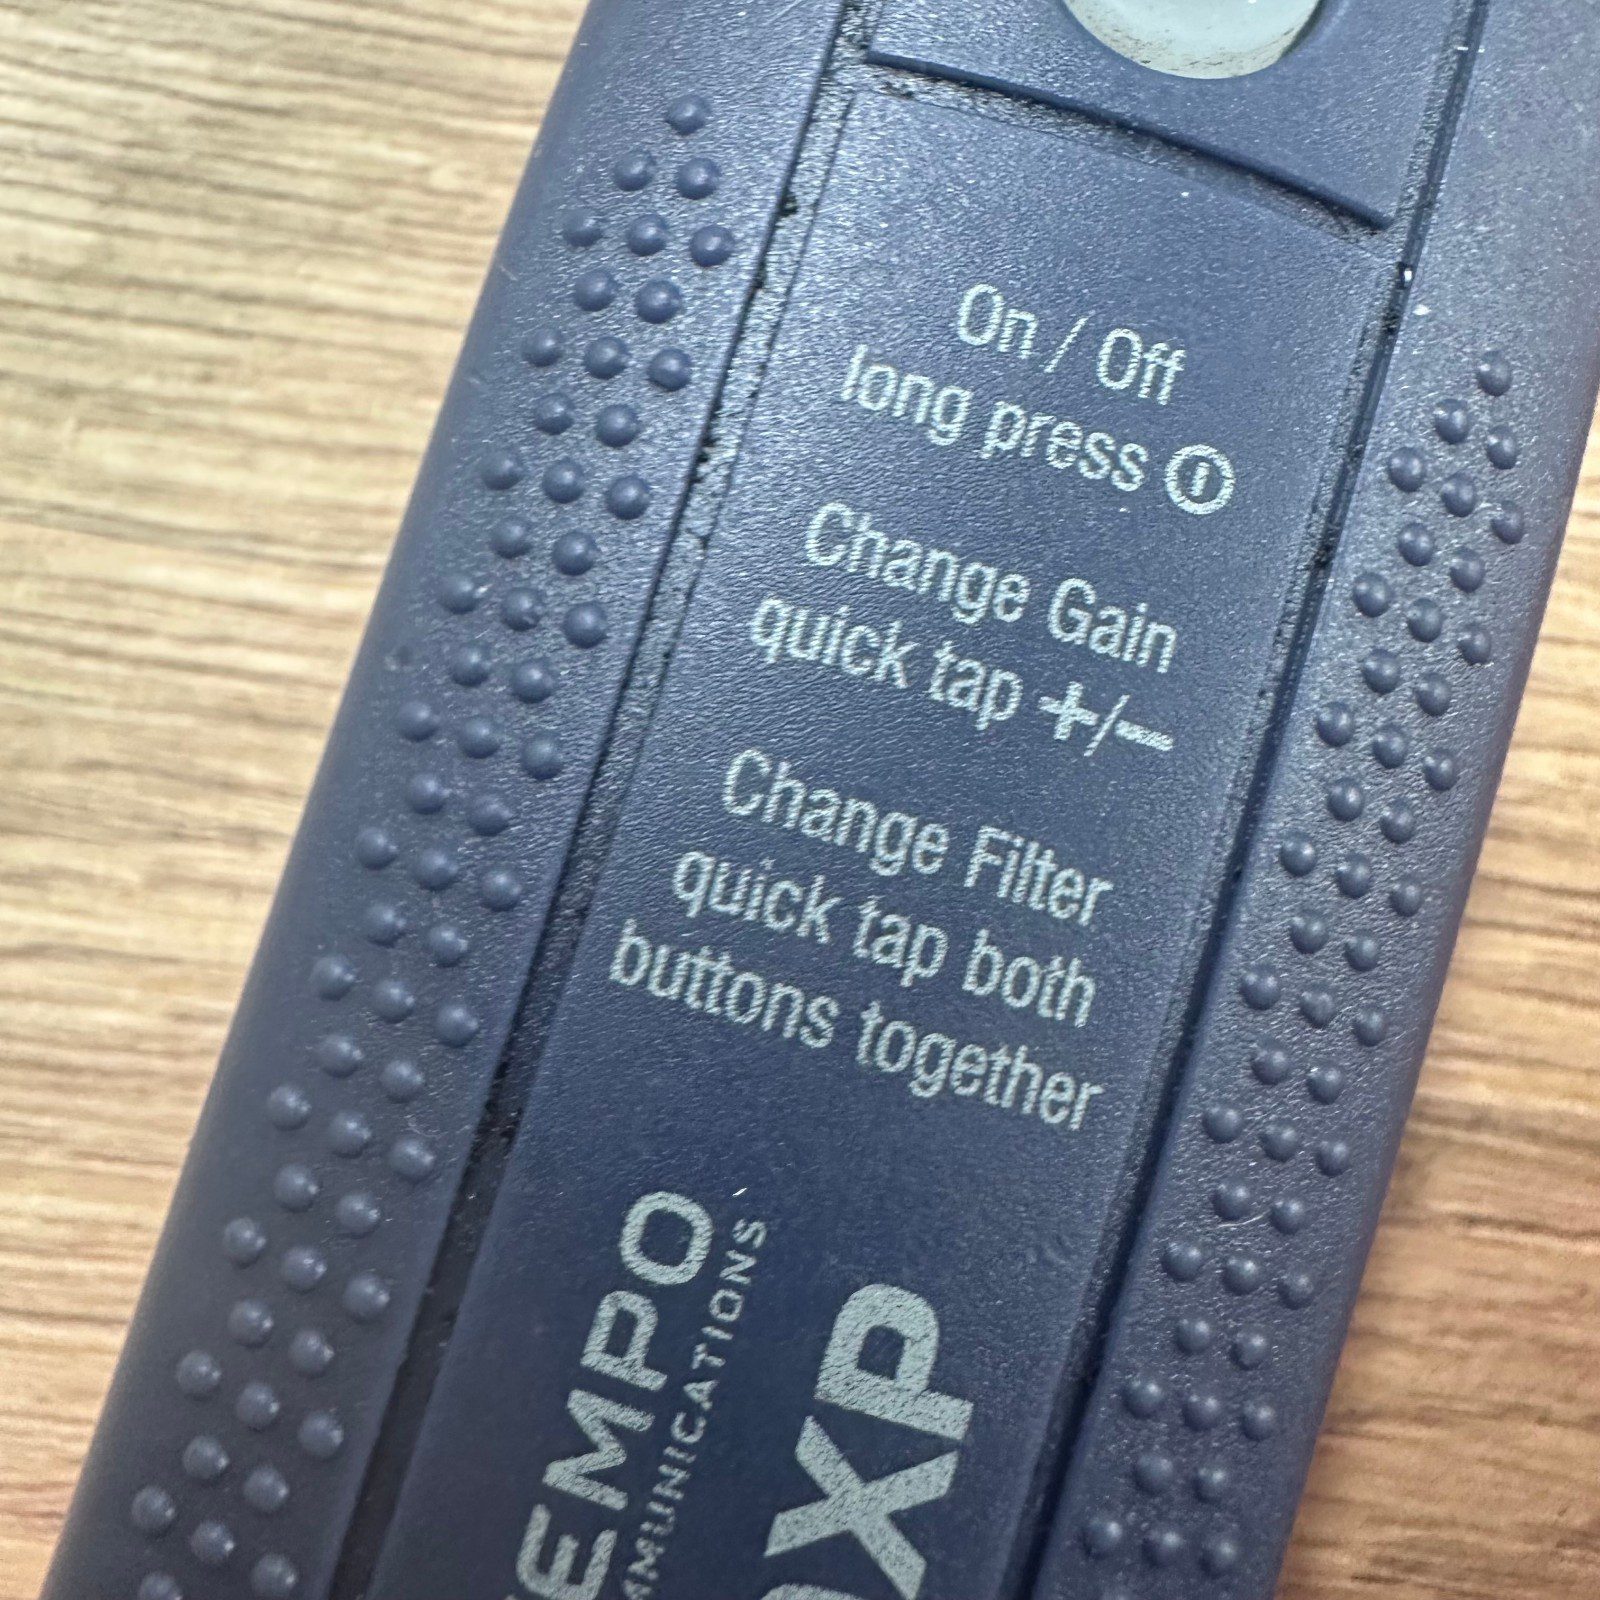 On / Off
long press
Change Gain
quick tap +/−
Change Filter
quick tap both
buttons together